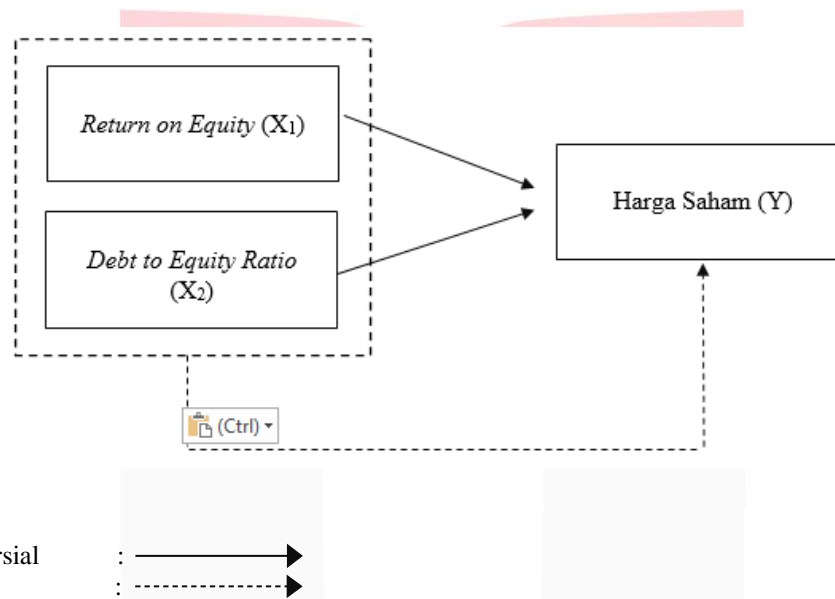 Return on Equity (X₁)
Harga Saham (Y)
Debt to Equity Ratio
(X₂)
(Ctrl)
rsial :
: